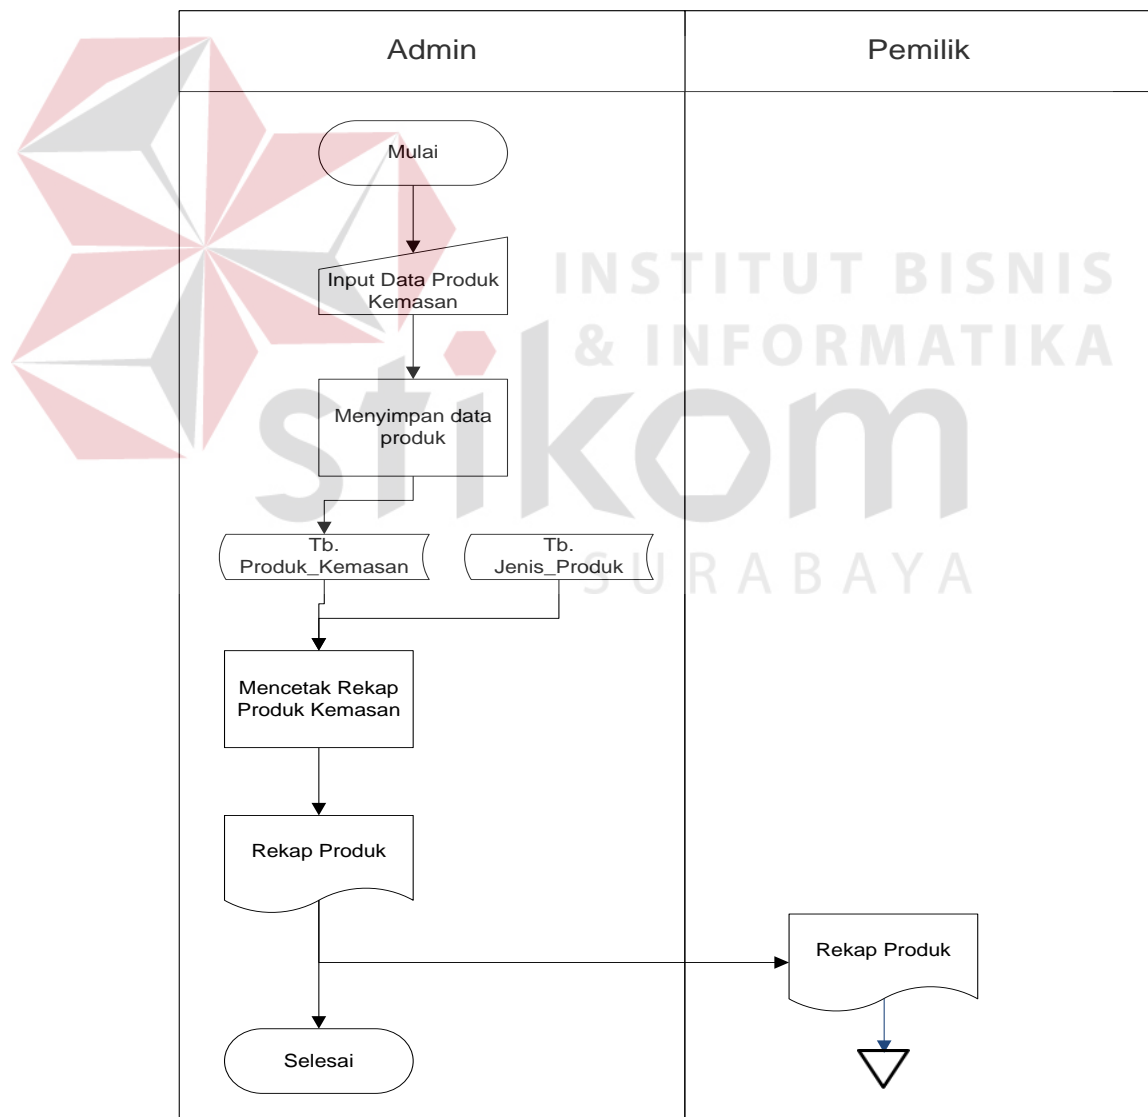 Admin
Pemilik
Mulai
Input Data Produk
Kemasan
INSTITUT BISNIS
& INFORMATIKA
Menyimpan data
produk
stikom
Tb.
Produk_Kemasan
Tb.
Jenis_Produk
SURABAYA
Mencetak Rekap
Produk Kemasan
Rekap Produk
Rekap Produk
Selesai